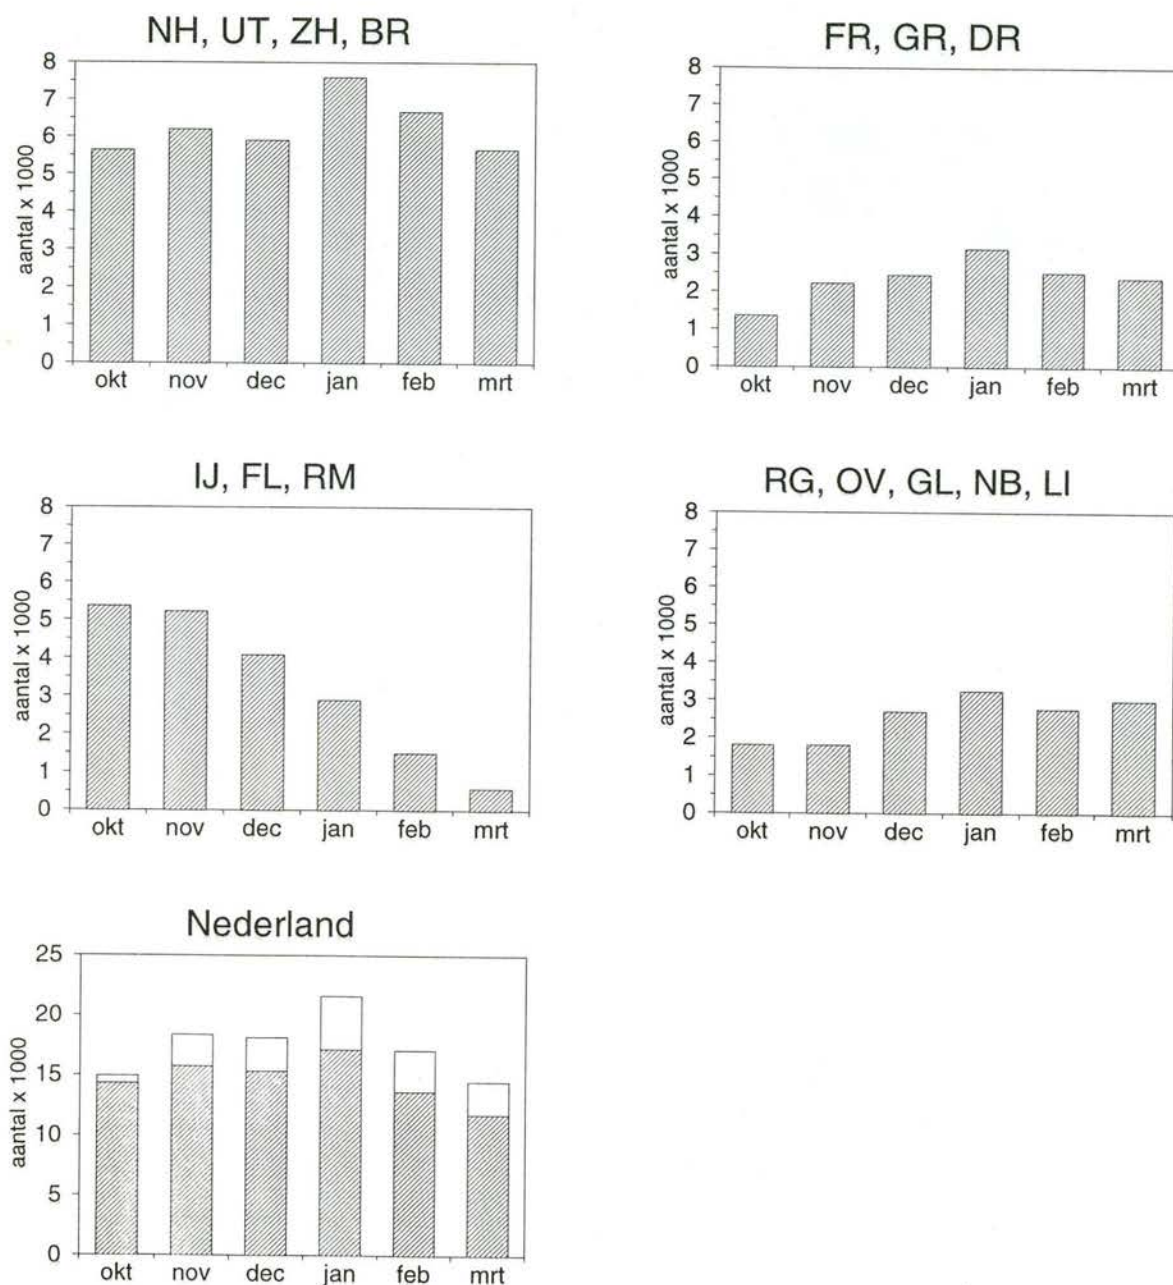 NH, UT, ZH, BR
8
7
6
5
4
3
2
1
0
aantal x 1000
okt nov dec jan feb mrt
FR, GR, DR
8
7
6
5
4
3
2
1
0
aantal x 1000
okt nov dec jan feb mrt
IJ, FL, RM
8
7
6
5
4
3
2
1
0
aantal x 1000
okt nov dec jan feb mrt
RG, OV, GL, NB, LI
8
7
6
5
4
3
2
1
0
aantal x 1000
okt nov dec jan feb mrt
Nederland
25
20
15
10
5
0
aantal x 1000
okt nov dec jan feb mrt